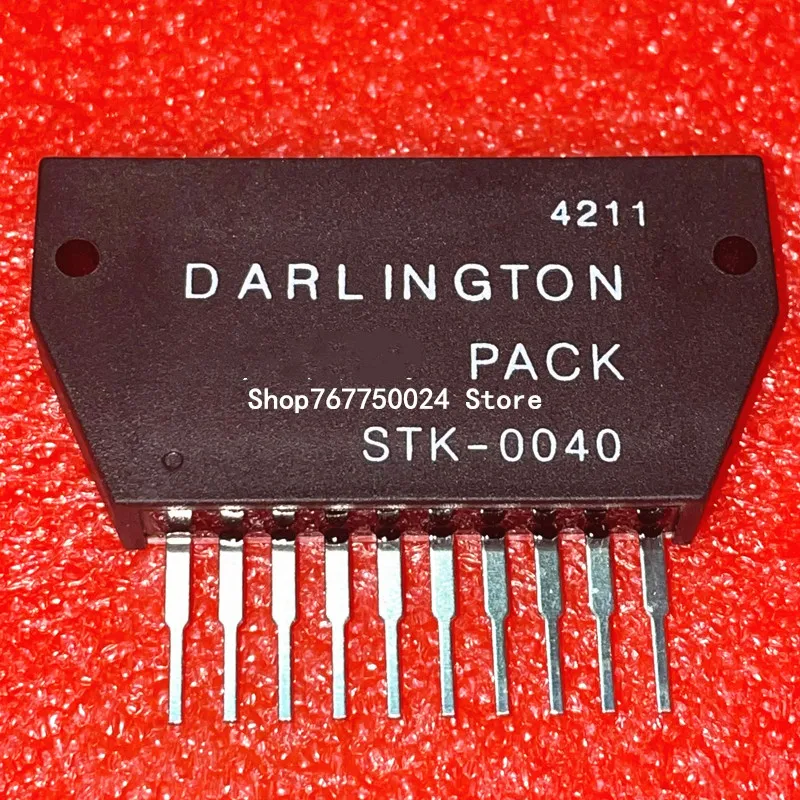 4211
DARLINGTON
PACK
Shop767750024 Store
STK-0040